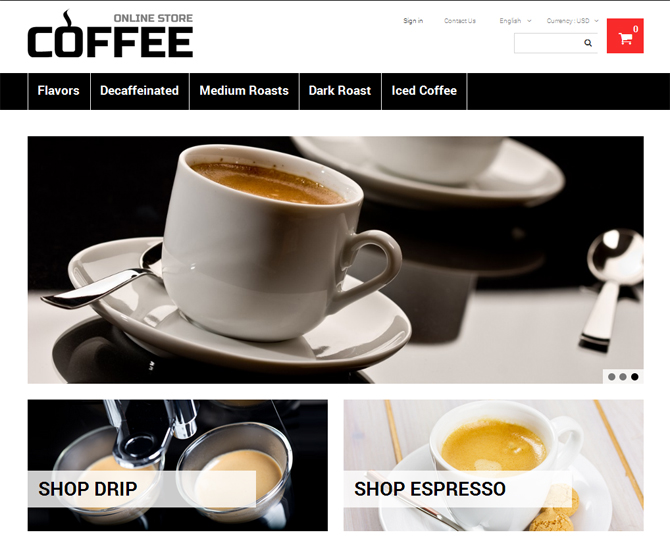 ONLINE STORE
COFFEE
Sign in Contact Us English Currency : USD
0
Flavors Decaffeinated Medium Roasts Dark Roast Iced Coffee
SHOP DRIP
SHOP ESPRESSO